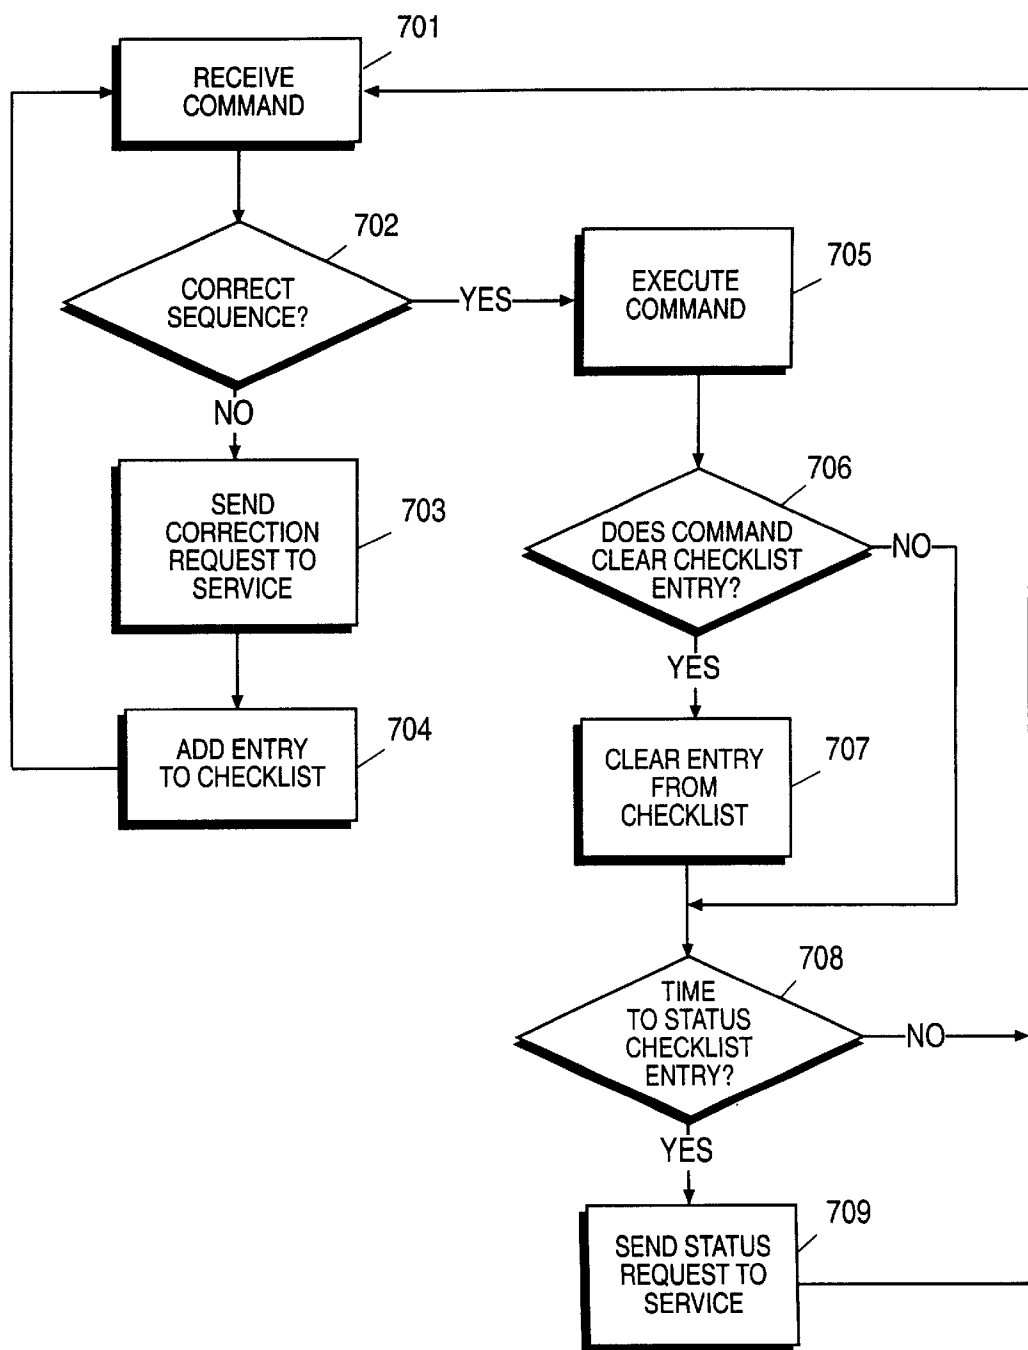 701
RECEIVE
COMMAND
702
CORRECT
SEQUENCE?
YES
705
EXECUTE
COMMAND
NO
703
SEND
CORRECTION
REQUEST TO
SERVICE
706
DOES COMMAND
CLEAR CHECKLIST
ENTRY?
NO
YES
704
ADD ENTRY
TO CHECKLIST
707
CLEAR ENTRY
FROM
CHECKLIST
708
TIME
TO STATUS
CHECKLIST
ENTRY?
NO
YES
709
SEND STATUS
REQUEST TO
SERVICE